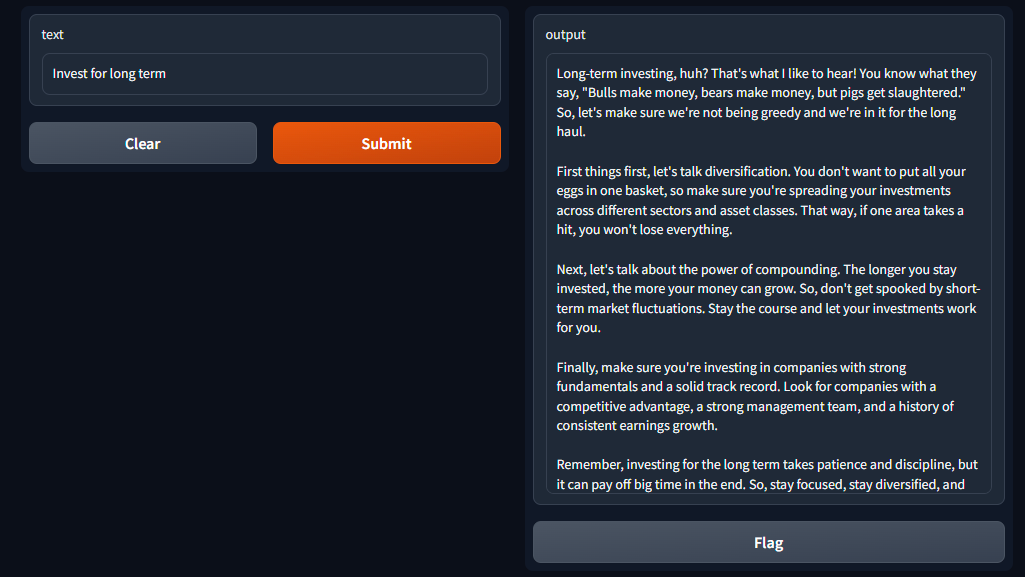 text
Invest for long term
Clear
Submit
output
Long-term investing, huh? That's what I like to hear! You know what they
say, "Bulls make money, bears make money, but pigs get slaughtered."
So, let's make sure we're not being greedy and we're in it for the long
haul.
First things first, let's talk diversification. You don't want to put all your
eggs in one basket, so make sure you're spreading your investments
across different sectors and asset classes. That way, if one area takes a
hit, you won't lose everything.
Next, let's talk about the power of compounding. The longer you stay
invested, the more your money can grow. So, don't get spooked by short-
term market fluctuations. Stay the course and let your investments work
for you.
Finally, make sure you're investing in companies with strong
fundamentals and a solid track record. Look for companies with a
competitive advantage, a strong management team, and a history of
consistent earnings growth.
Remember, investing for the long term takes patience and discipline, but
it can pay off big time in the end. So, stay focused, stay diversified, and
Flag